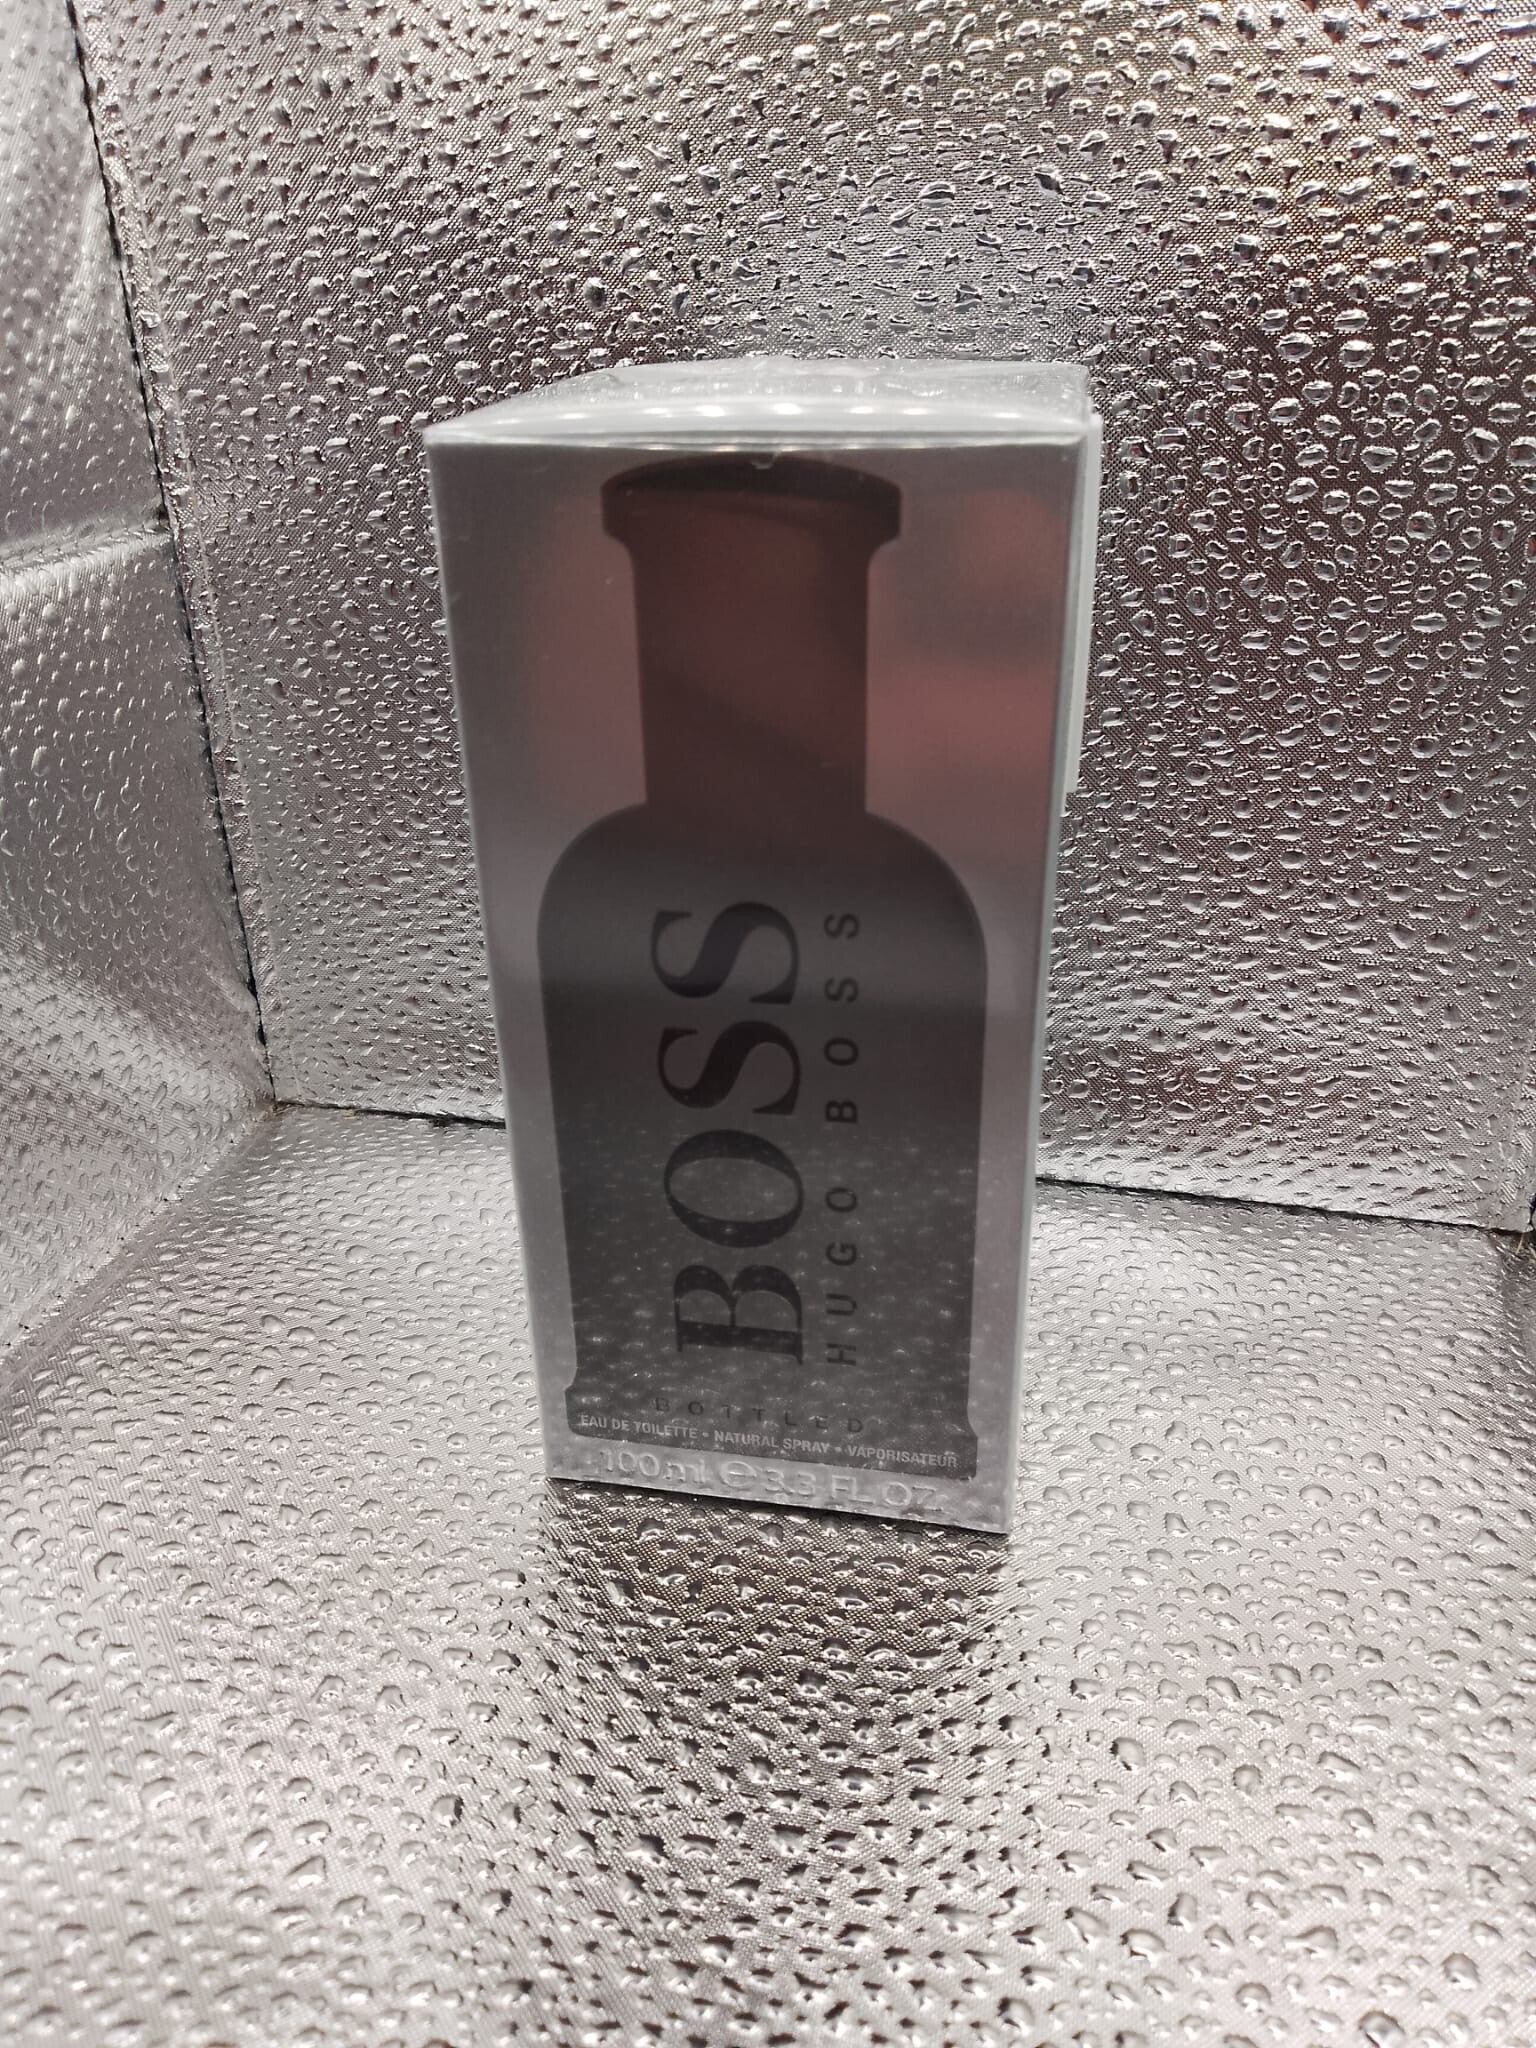 BOSS
HUGO BOSS
BOTTLED
EAU DE TOILETTE • NATURAL SPRAY • VAPORISATEUR
100 ml ℮ 3.3 FL OZ.